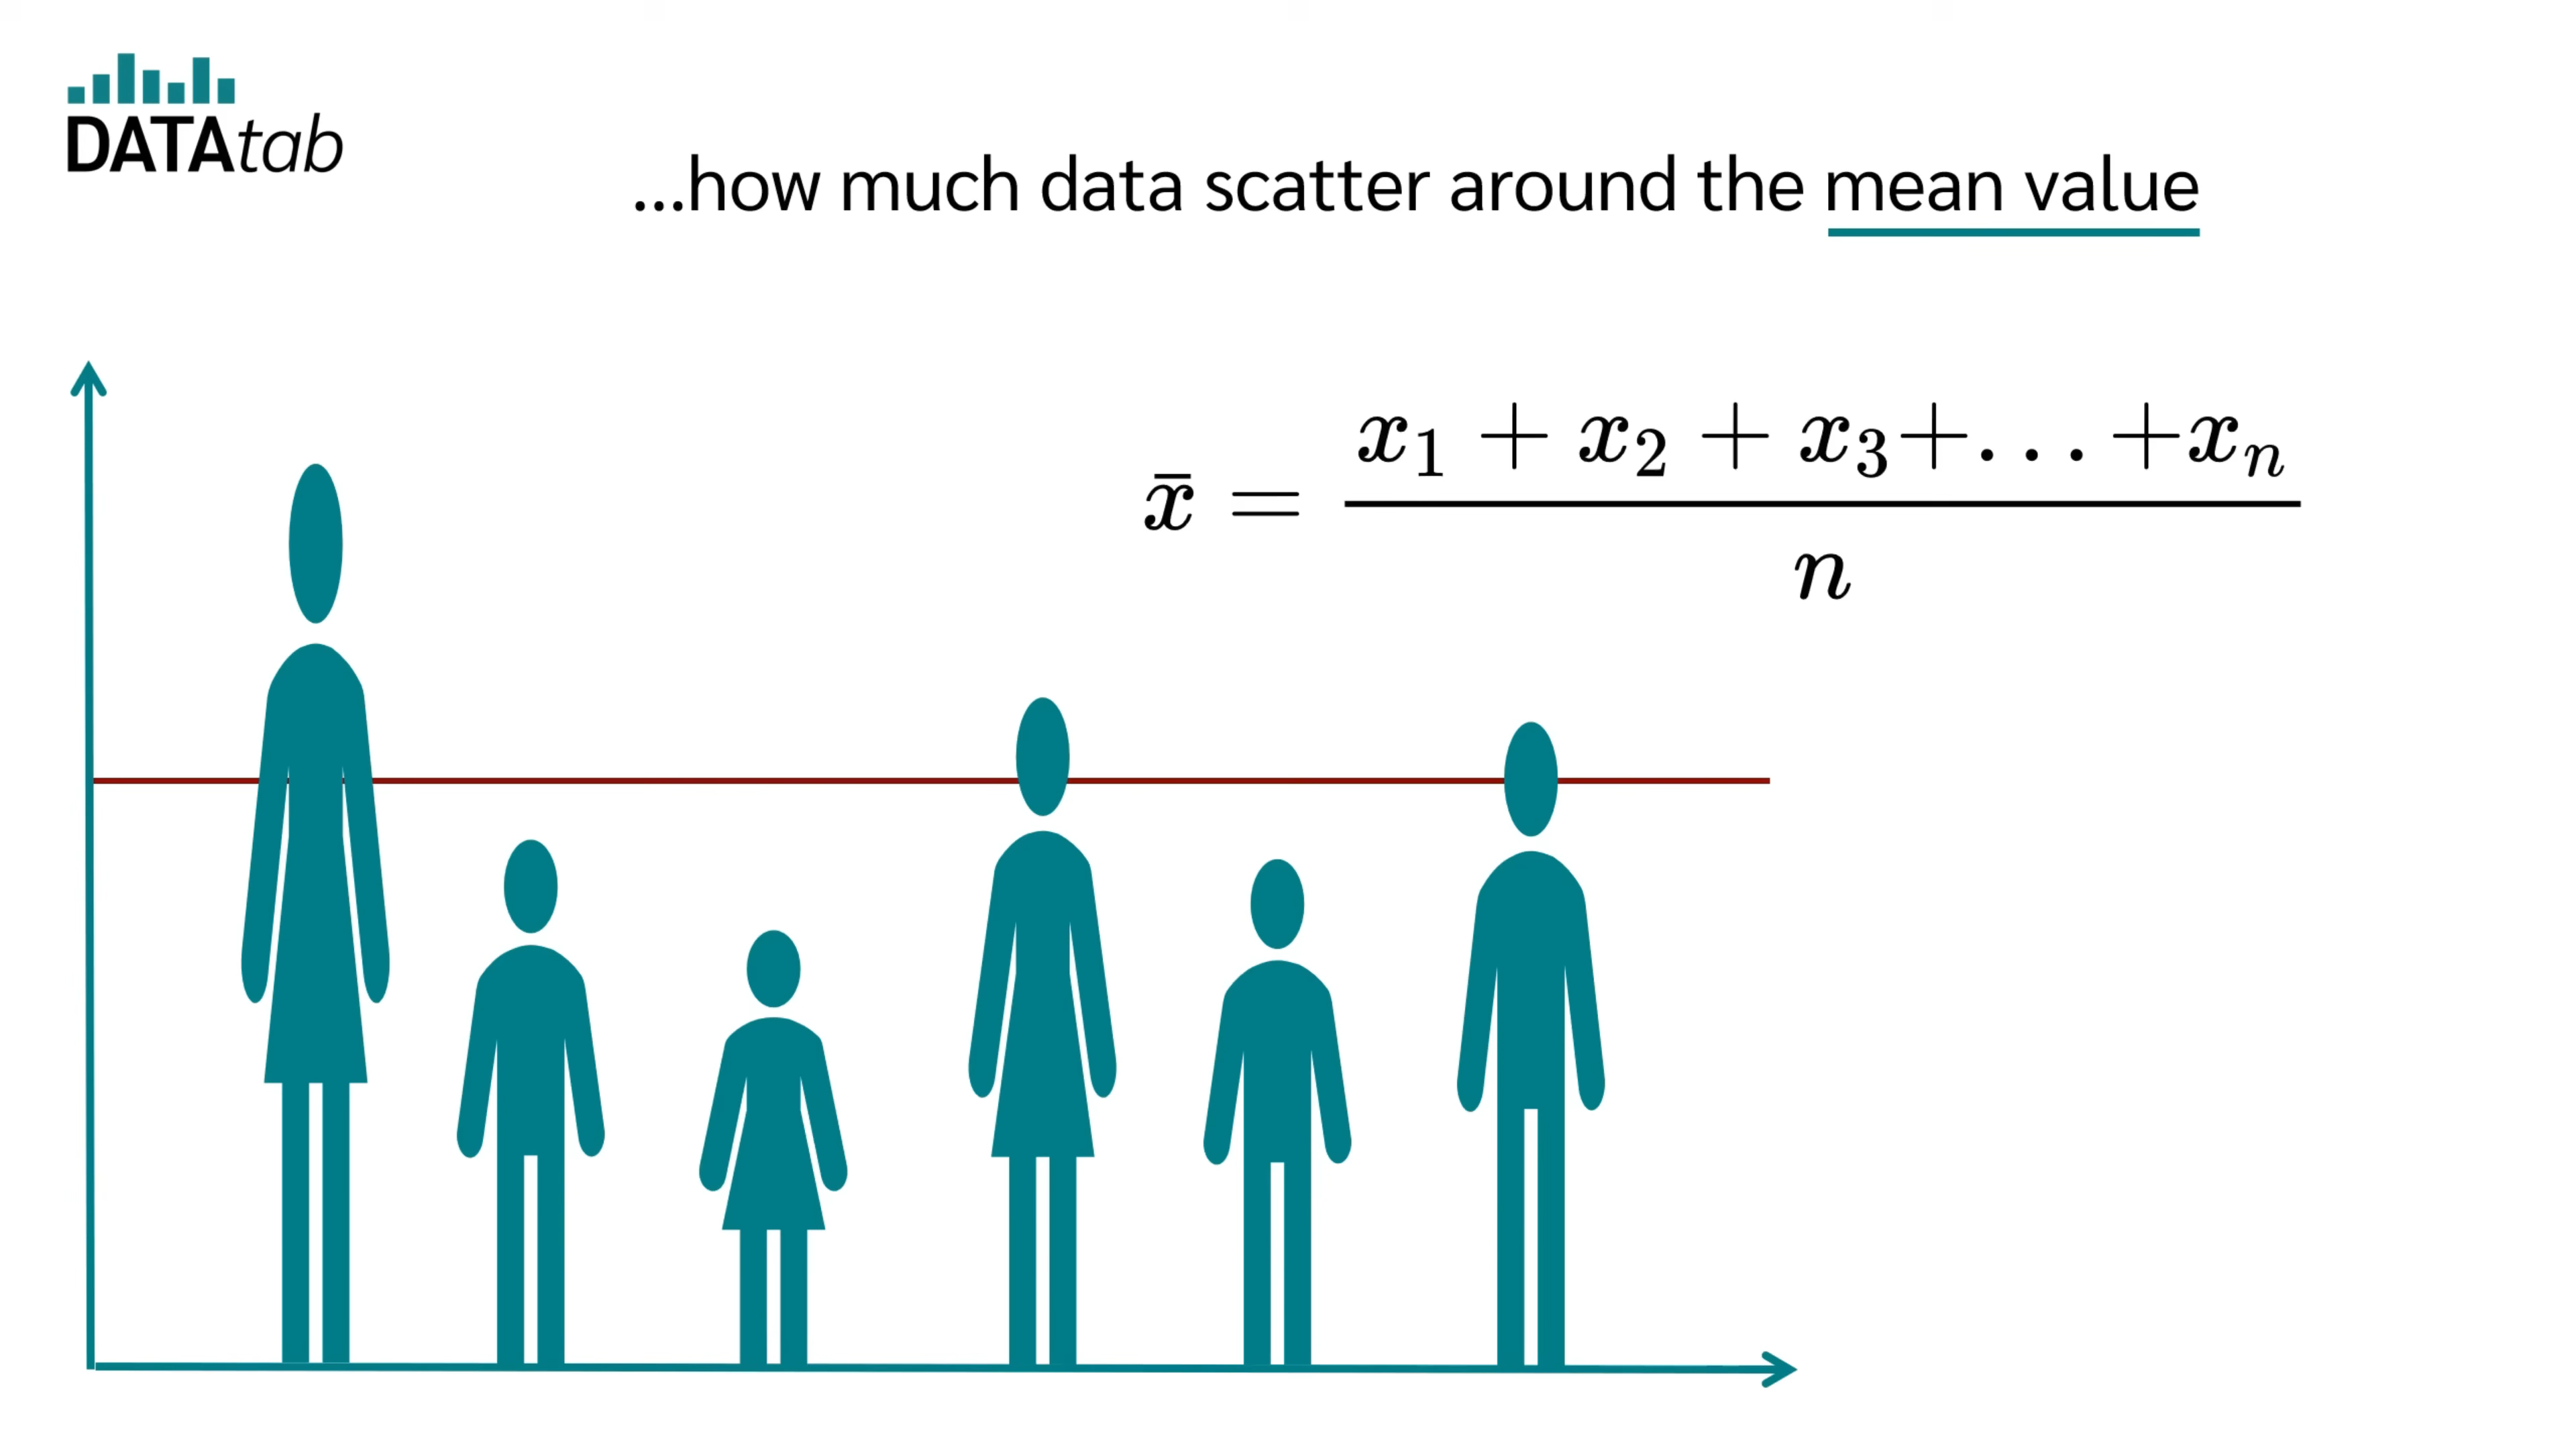 DATAtab
...how much data scatter around the mean value
x̄ = (x₁ + x₂ + x₃+...+xₙ) / n